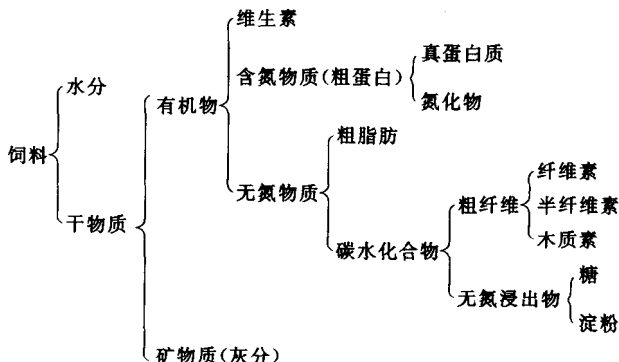 维生素
真蛋白质
含氮物质(粗蛋白)
氮化物
水分
有机物
粗脂肪
饲料
纤维素
无氮物质
粗纤维
半纤维素
干物质
木质素
碳水化合物
糖
无氮浸出物
淀粉
矿物质(灰分)